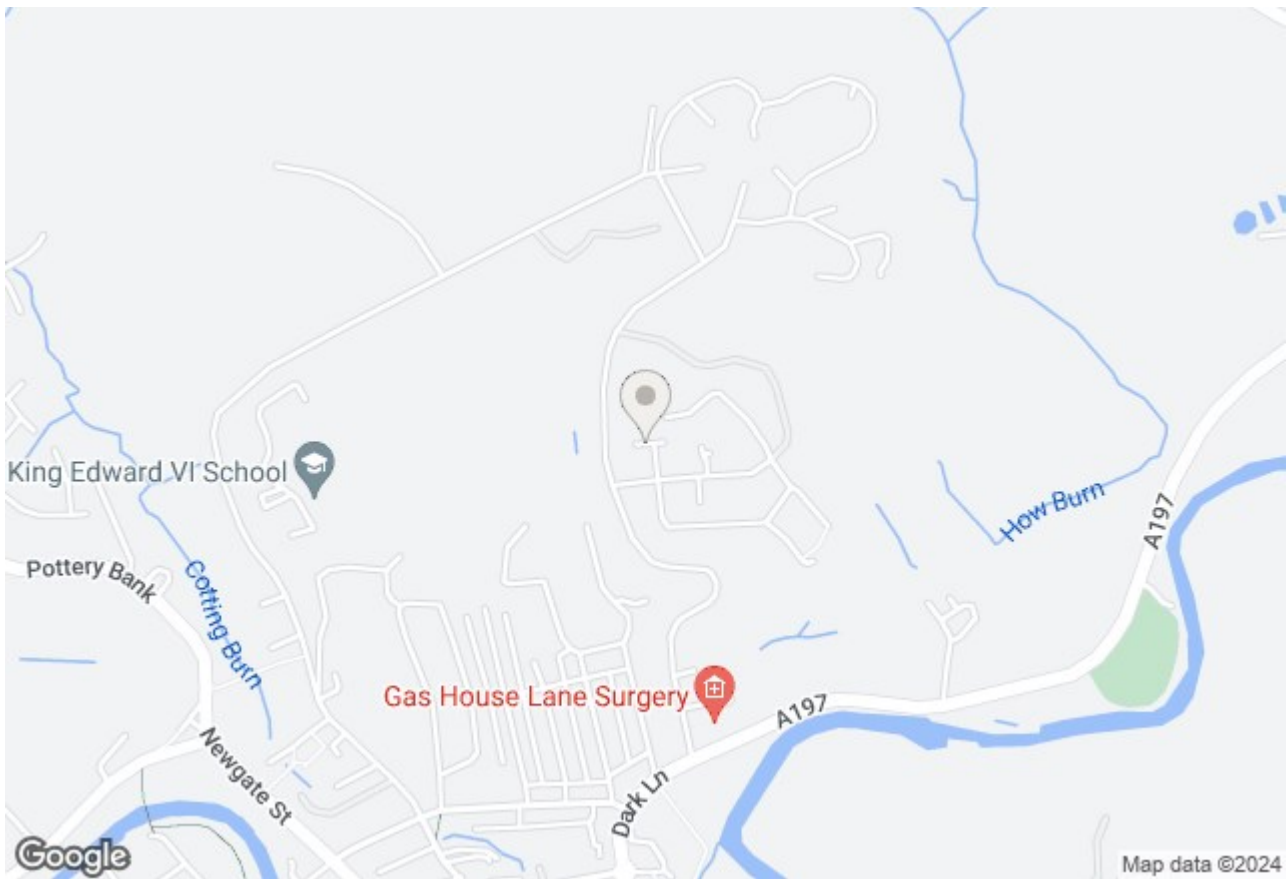 King Edward VI School
How Burn
A197
Pottery Bank
Cotting Burn
Gas House Lane Surgery
A197
Newgate St
Dark Ln
Google
Map data ©2024